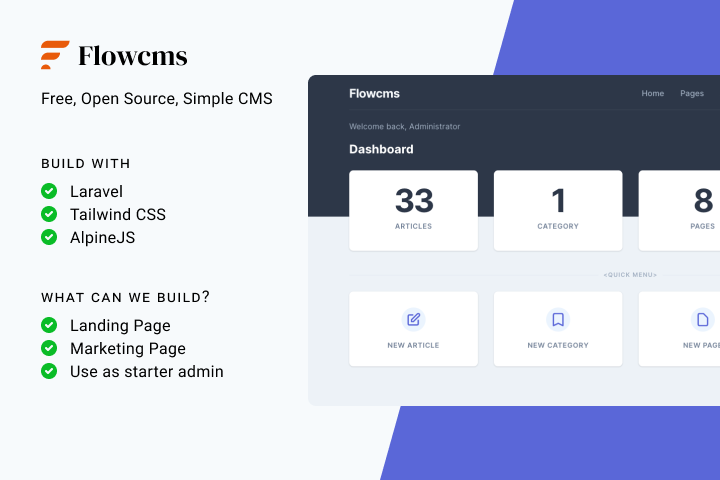 Flowcms
Free, Open Source, Simple CMS
BUILD WITH
Laravel
Tailwind CSS
AlpineJS
WHAT CAN WE BUILD?
Landing Page
Marketing Page
Use as starter admin
Flowcms
Home Pages
Welcome back, Administrator
Dashboard
33 1 8
ARTICLES CATEGORY PAGES
<QUICK MENU>
NEW ARTICLE NEW CATEGORY NEW PAGE